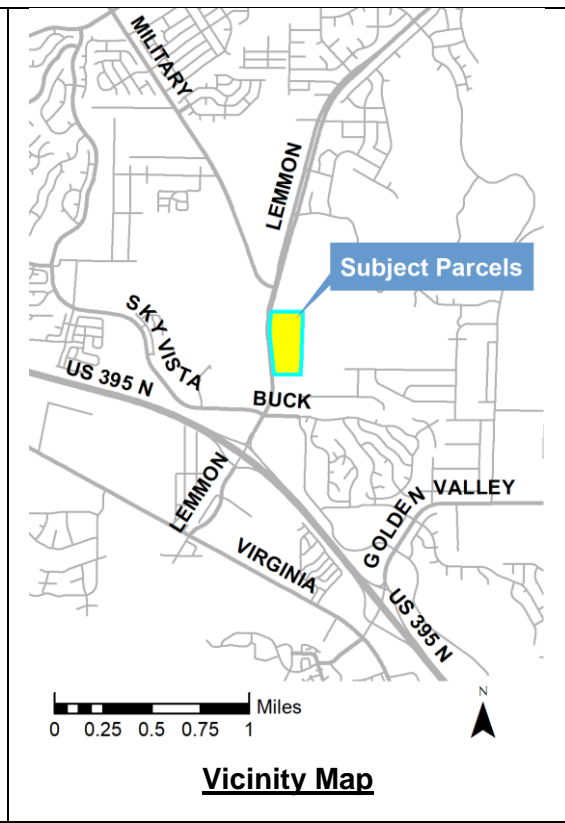 MILITARY
LEMMON
Subject Parcels
SKY VISTA
US 395 N
BUCK
LEMMON
GOLDEN VALLEY
VIRGINIA
US 395 N
N
Miles
0 0.25 0.5 0.75 1
Vicinity Map